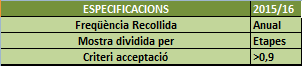 ESPECIFICACIONS 2015/16
Freqüència Recollida Anual
Mostra dividida per Etapes
Criteri acceptació >0,9